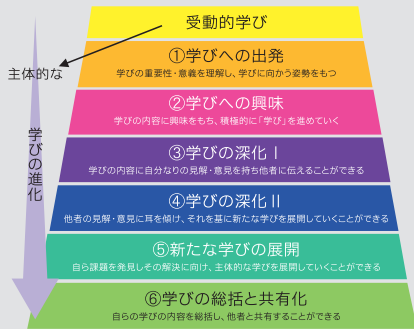 受動的学び
主体的な
学びの進化
①学びへの出発
学びの重要性・意義を理解し、学びに向かう姿勢をもつ
②学びへの興味
学びの内容に興味をもち、積極的に「学び」を進めていく
③学びの深化Ⅰ
学びの内容に自分なりの見解・意見を持ち他者に伝えることができる
④学びの深化Ⅱ
他者の見解・意見に耳を傾け、それを基に新たな学びを展開していくことができる
⑤新たな学びの展開
自ら課題を発見しその解決に向け、主体的な学びを展開していくことができる
⑥学びの総括と共有化
自らの学びの内容を総括し、他者と共有することができる